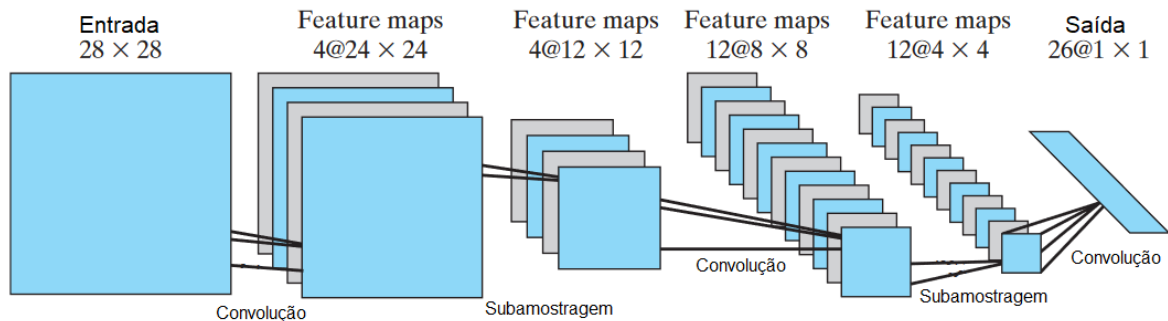 Entrada
28 × 28
Feature maps
4@24 × 24
Feature maps
4@12 × 12
Feature maps
12@8 × 8
Feature maps
12@4 × 4
Saída
26@1 × 1
Convolução
Subamostragem
Convolução
Subamostragem
Convolução